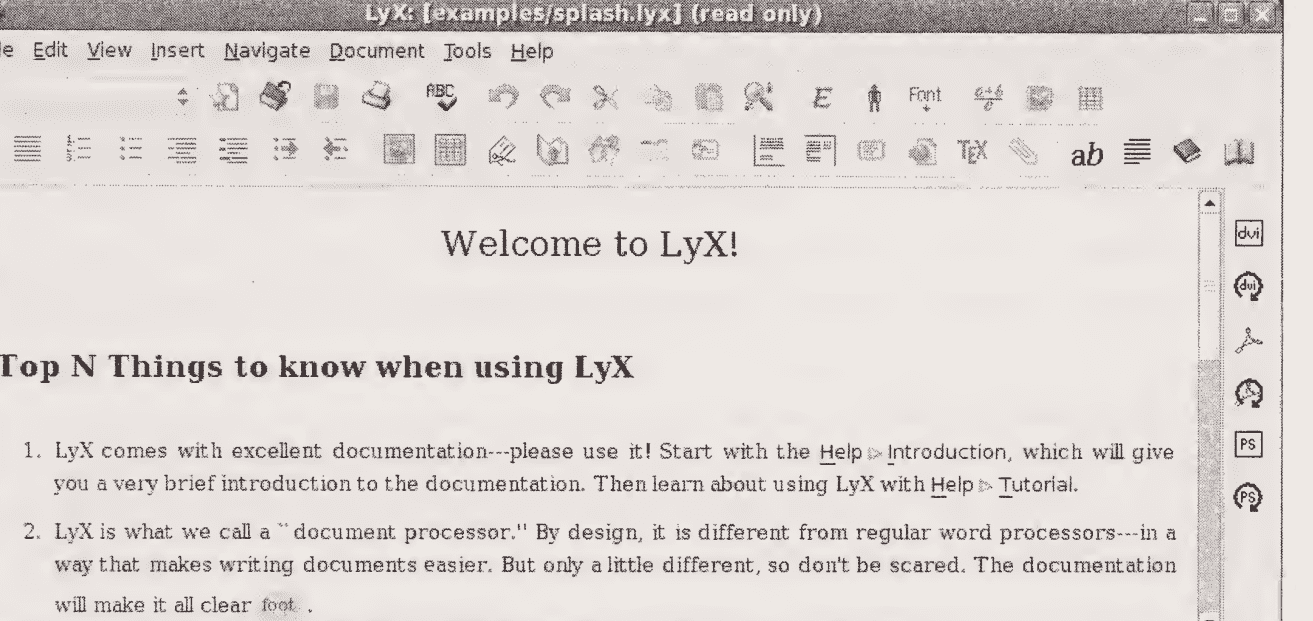 LyX: [examples/splash.lyx] (read only)
le Edit View Insert Navigate Document Tools Help
ABC E Font a+b
TEX ab
Welcome to LyX!
dvi
dvi
Top N Things to know when using LyX
1. LyX comes with excellent documentation---please use it! Start with the Help ▷ Introduction, which will give
PS
you a very brief introduction to the documentation. Then learn about using LyX with Help ▷ Tutorial.
PS
2. LyX is what we call a ``document processor." By design, it is different from regular word processors---in a
way that makes writing documents easier. But only a little different, so don't be scared. The documentation
will make it all clear foot .